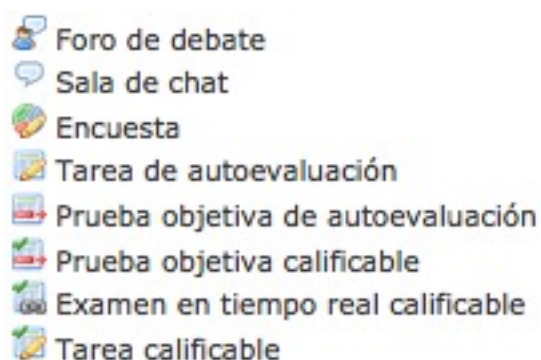 Foro de debate
Sala de chat
Encuesta
Tarea de autoevaluación
Prueba objetiva de autoevaluación
Prueba objetiva calificable
Examen en tiempo real calificable
Tarea calificable